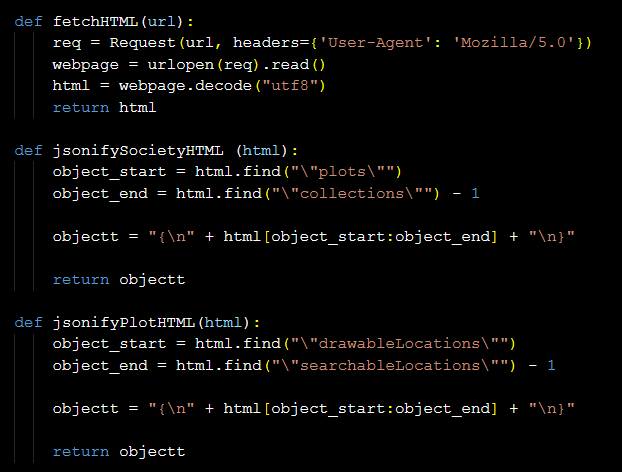 def fetchHTML(url):
    req = Request(url, headers={'User-Agent': 'Mozilla/5.0'})
    webpage = urlopen(req).read()
    html = webpage.decode("utf8")
    return html

def jsonifySocietyHTML (html):
    object_start = html.find("\"plots\"")
    object_end = html.find("\"collections\"") - 1

    objectt = "{\n" + html[object_start:object_end] + "\n}"

    return objectt

def jsonifyPlotHTML(html):
    object_start = html.find("\"drawableLocations\"")
    object_end = html.find("\"searchableLocations\"") - 1

    objectt = "{\n" + html[object_start:object_end] + "\n}"

    return objectt